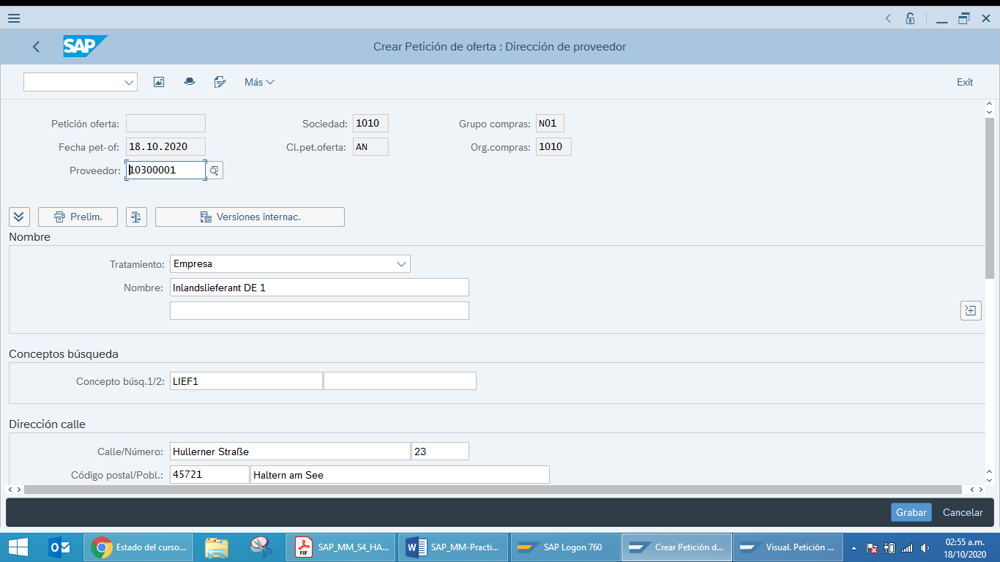 SAP
Crear Petición de oferta : Dirección de proveedor
Más
Exit
Petición oferta:
Sociedad: 1010
Grupo compras: N01
Fecha pet-of: 18.10.2020
Cl.pet.oferta: AN
Org.compras: 1010
Proveedor: 10300001
Prelim.
Versiones internac.
Nombre
Tratamiento: Empresa
Nombre: Inlandslieferant DE 1
Conceptos búsqueda
Concepto búsq.1/2: LIEF1
Dirección calle
Calle/Número: Hullerner Straße 23
Código postal/Pobl.: 45721 Haltern am See
Grabar
Cancelar
Estado del curso...
SAP_MM_S4_HA...
SAP_MM-Practi...
SAP Logon 760
Crear Petición d...
Visual. Petición ...
02:55 a.m.
18/10/2020